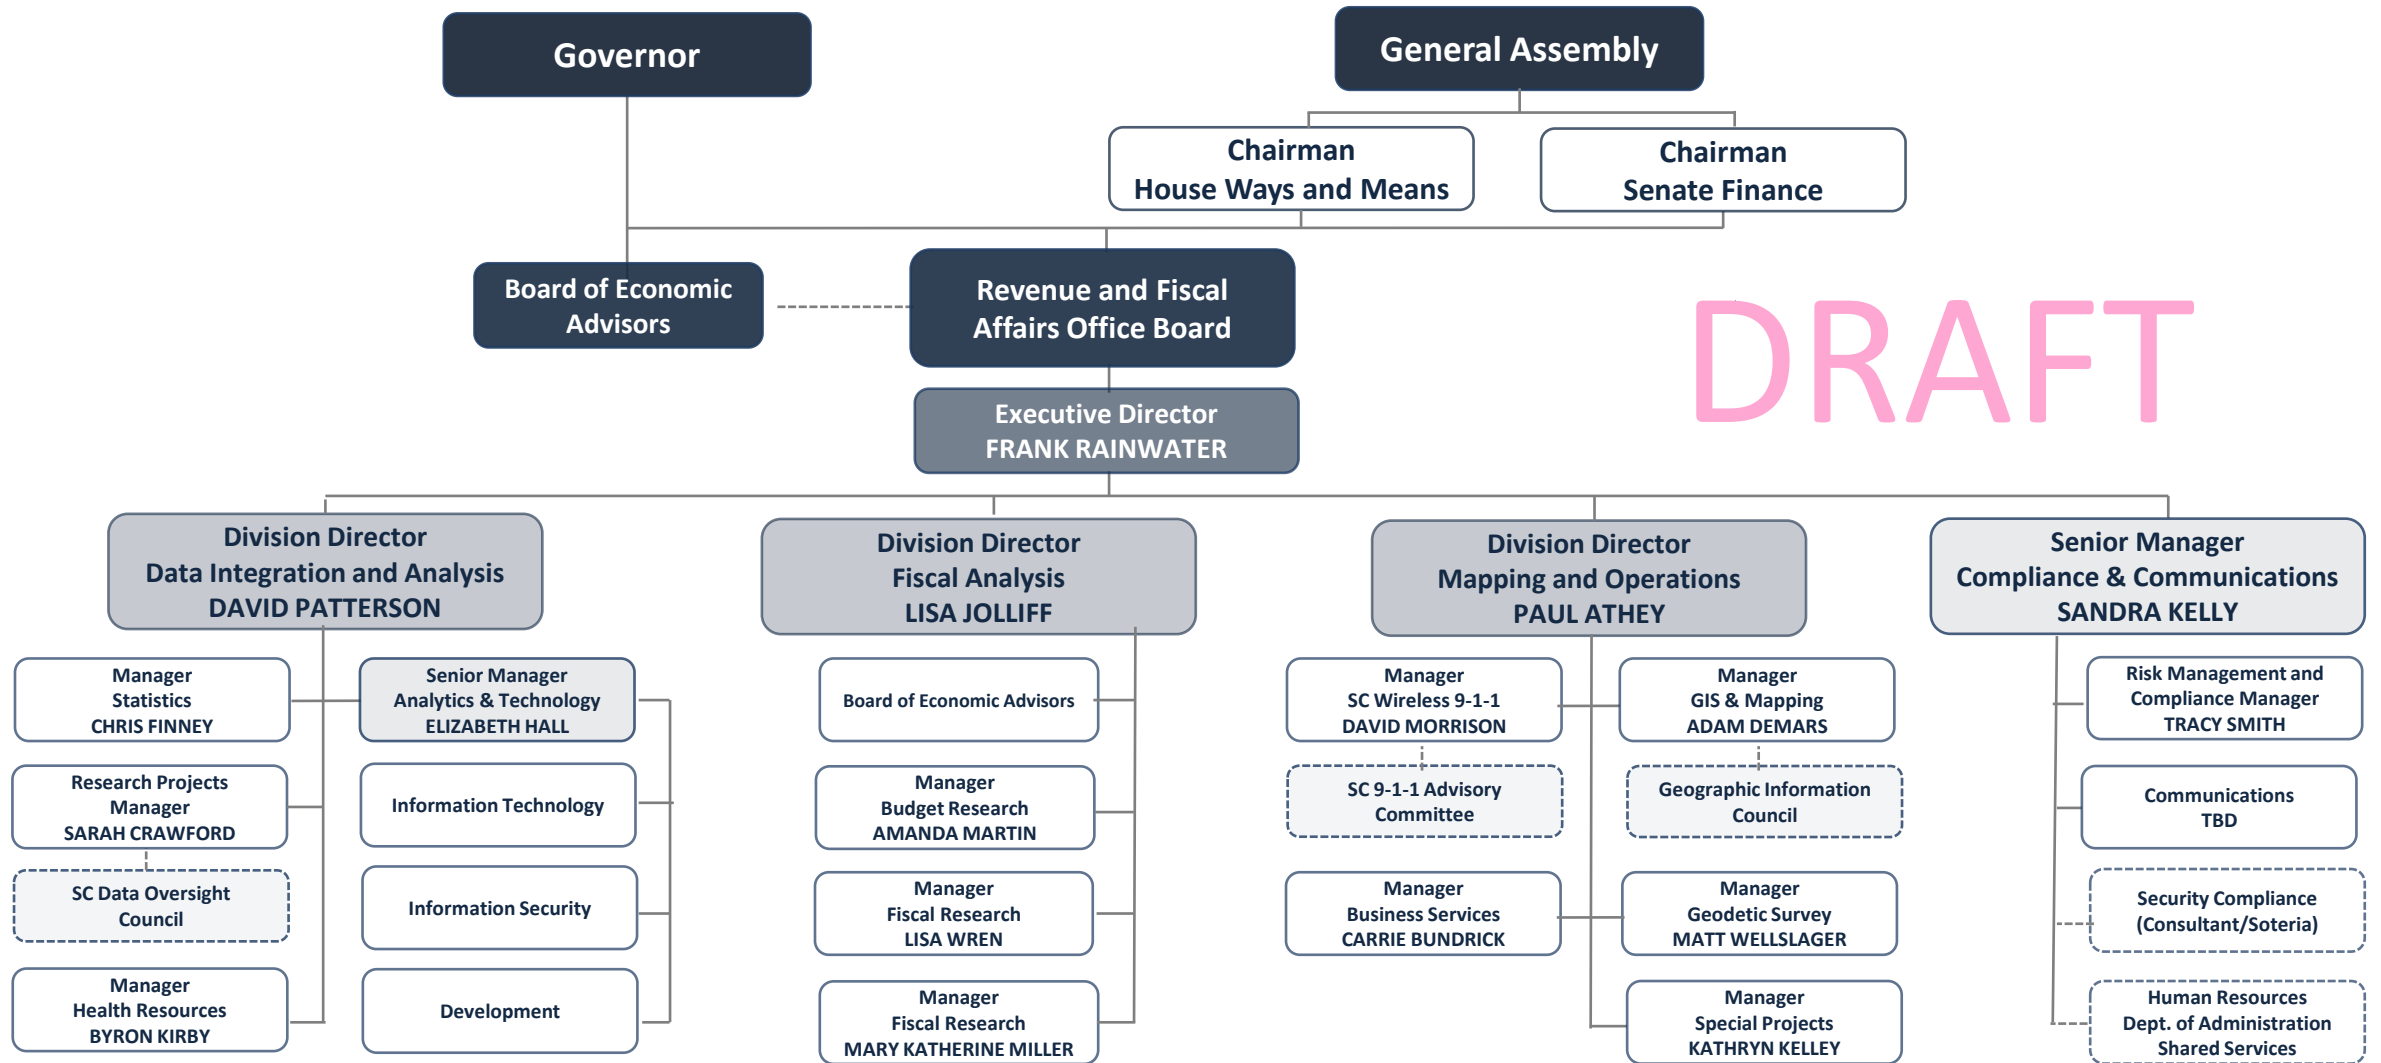 Governor
General Assembly
Chairman
House Ways and Means
Chairman
Senate Finance
Board of Economic
Advisors
Revenue and Fiscal
Affairs Office Board
DRAFT
Executive Director
FRANK RAINWATER
Division Director
Data Integration and Analysis
DAVID PATTERSON
Division Director
Fiscal Analysis
LISA JOLLIFF
Division Director
Mapping and Operations
PAUL ATHEY
Senior Manager
Compliance & Communications
SANDRA KELLY
Manager
Statistics
CHRIS FINNEY
Research Projects
Manager
SARAH CRAWFORD
SC Data Oversight
Council
Manager
Health Resources
BYRON KIRBY
Senior Manager
Analytics & Technology
ELIZABETH HALL
Information Technology
Information Security
Development
Board of Economic Advisors
Manager
Budget Research
AMANDA MARTIN
Manager
Fiscal Research
LISA WREN
Manager
Fiscal Research
MARY KATHERINE MILLER
Manager
SC Wireless 9-1-1
DAVID MORRISON
SC 9-1-1 Advisory
Committee
Manager
Business Services
CARRIE BUNDRICK
Manager
GIS & Mapping
ADAM DEMARS
Geographic Information
Council
Manager
Geodetic Survey
MATT WELLSLAGER
Manager
Special Projects
KATHRYN KELLEY
Risk Management and
Compliance Manager
TRACY SMITH
Communications
TBD
Security Compliance
(Consultant/Soteria)
Human Resources
Dept. of Administration
Shared Services